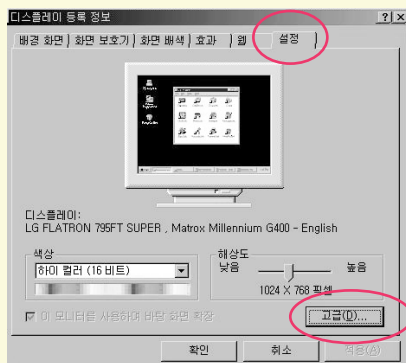 디스플레이 등록 정보
배경 화면 화면 보호기 화면 배색 효과 웹 설정
디스플레이:
LG FLATRON 795FT SUPER , Matrox Millennium G400 - English
색상
하이 컬러 (16 비트)
해상도
낮음 높음
1024 X 768 픽셀
이 모니터를 사용하여 바탕 화면 확장
고급(D)...
확인 취소 적용(A)